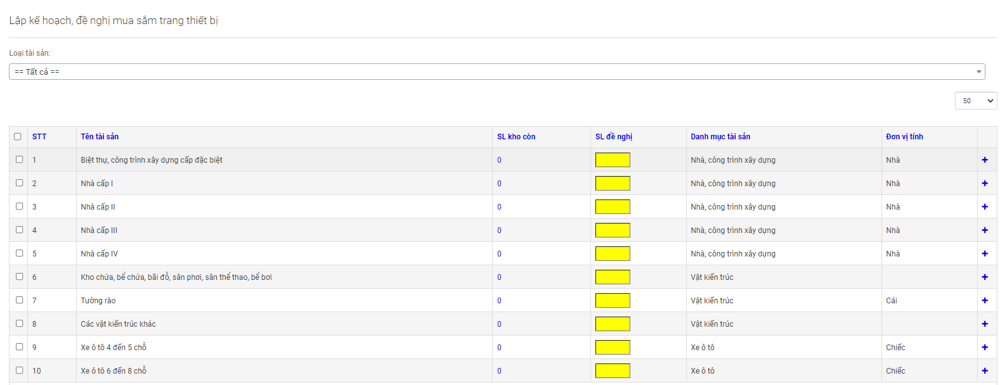 Lập kế hoạch, đề nghị mua sắm trang thiết bị
Loại tài sản:
== Tất cả ==
50
STT Tên tài sản SL kho còn SL đề nghị Danh mục tài sản Đơn vị tính
1 Biệt thự, công trình xây dựng cấp đặc biệt 0 Nhà, công trình xây dựng Nhà +
2 Nhà cấp I 0 Nhà, công trình xây dựng Nhà +
3 Nhà cấp II 0 Nhà, công trình xây dựng Nhà +
4 Nhà cấp III 0 Nhà, công trình xây dựng Nhà +
5 Nhà cấp IV 0 Nhà, công trình xây dựng Nhà +
6 Kho chứa, bể chứa, bãi đỗ, sân phơi, sân thể thao, bể bơi 0 Vật kiến trúc +
7 Tường rào 0 Vật kiến trúc Cái +
8 Các vật kiến trúc khác 0 Vật kiến trúc +
9 Xe ô tô 4 đến 5 chỗ 0 Xe ô tô Chiếc +
10 Xe ô tô 6 đến 8 chỗ 0 Xe ô tô Chiếc +